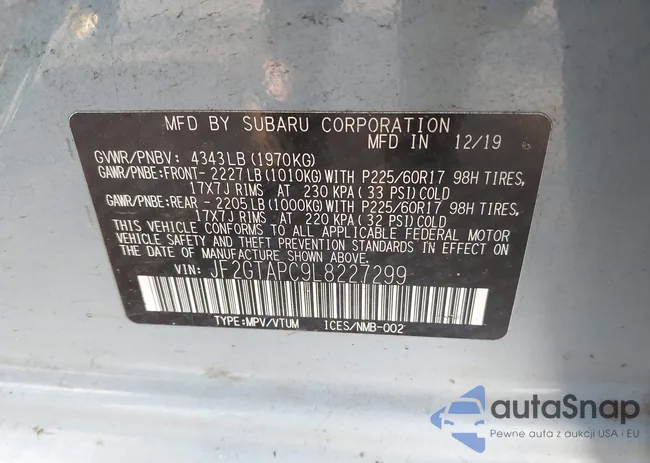 MFD BY SUBARU CORPORATION
MFD IN 12/19
GVWR/PNBV: 4343LB (1970KG)
GAWR/PNBE:FRONT- 2227LB (1010KG)WITH P225/60R17 98H TIRES,
17X7J RIMS AT 230 KPA (33 PSI)COLD
GAWR/PNBE:REAR - 2205LB (1000KG)WITH P225/60R17 98H TIRES,
17X7J RIMS AT 220 KPA (32 PSI)COLD
THIS VEHICLE CONFORMS TO ALL APPLICABLE FEDERAL MOTOR
VEHICLE SAFETY AND THEFT PREVENTION STANDARDS IN EFFECT ON
THE DATE OF MANUFACTURE SHOWN ABOVE.
VIN: JF2GTAPC9L8227299
TYPE:MPV/VTUM ICES/NMB-002
autaSnap
Pewne auta z aukcji USA i EU